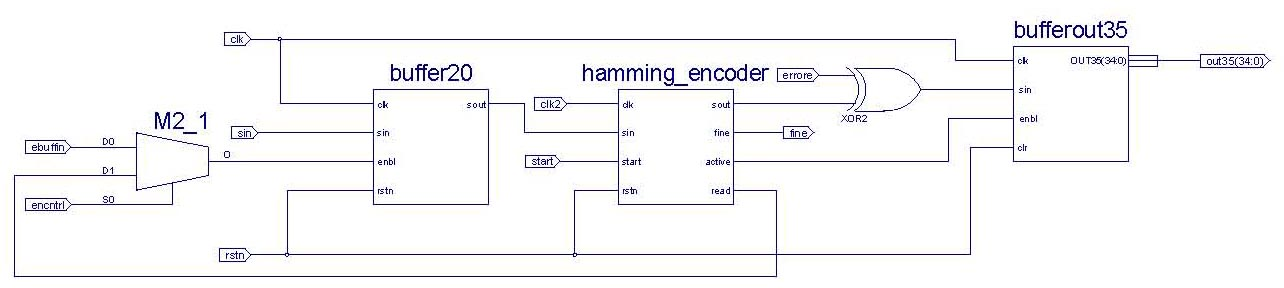 bufferout35
clk
buffer20
hamming_encoder
clk
OUT35(34:0)
out35(34:0)
errore
sin
XOR2
clk
sout
clk2
clk
sout
M2_1
sin
sin
sin
fine
fine
enbl
ebuffin
D0
O
enbl
start
start
active
clr
D1
rstn
rstn
read
encntrl
S0
rstn